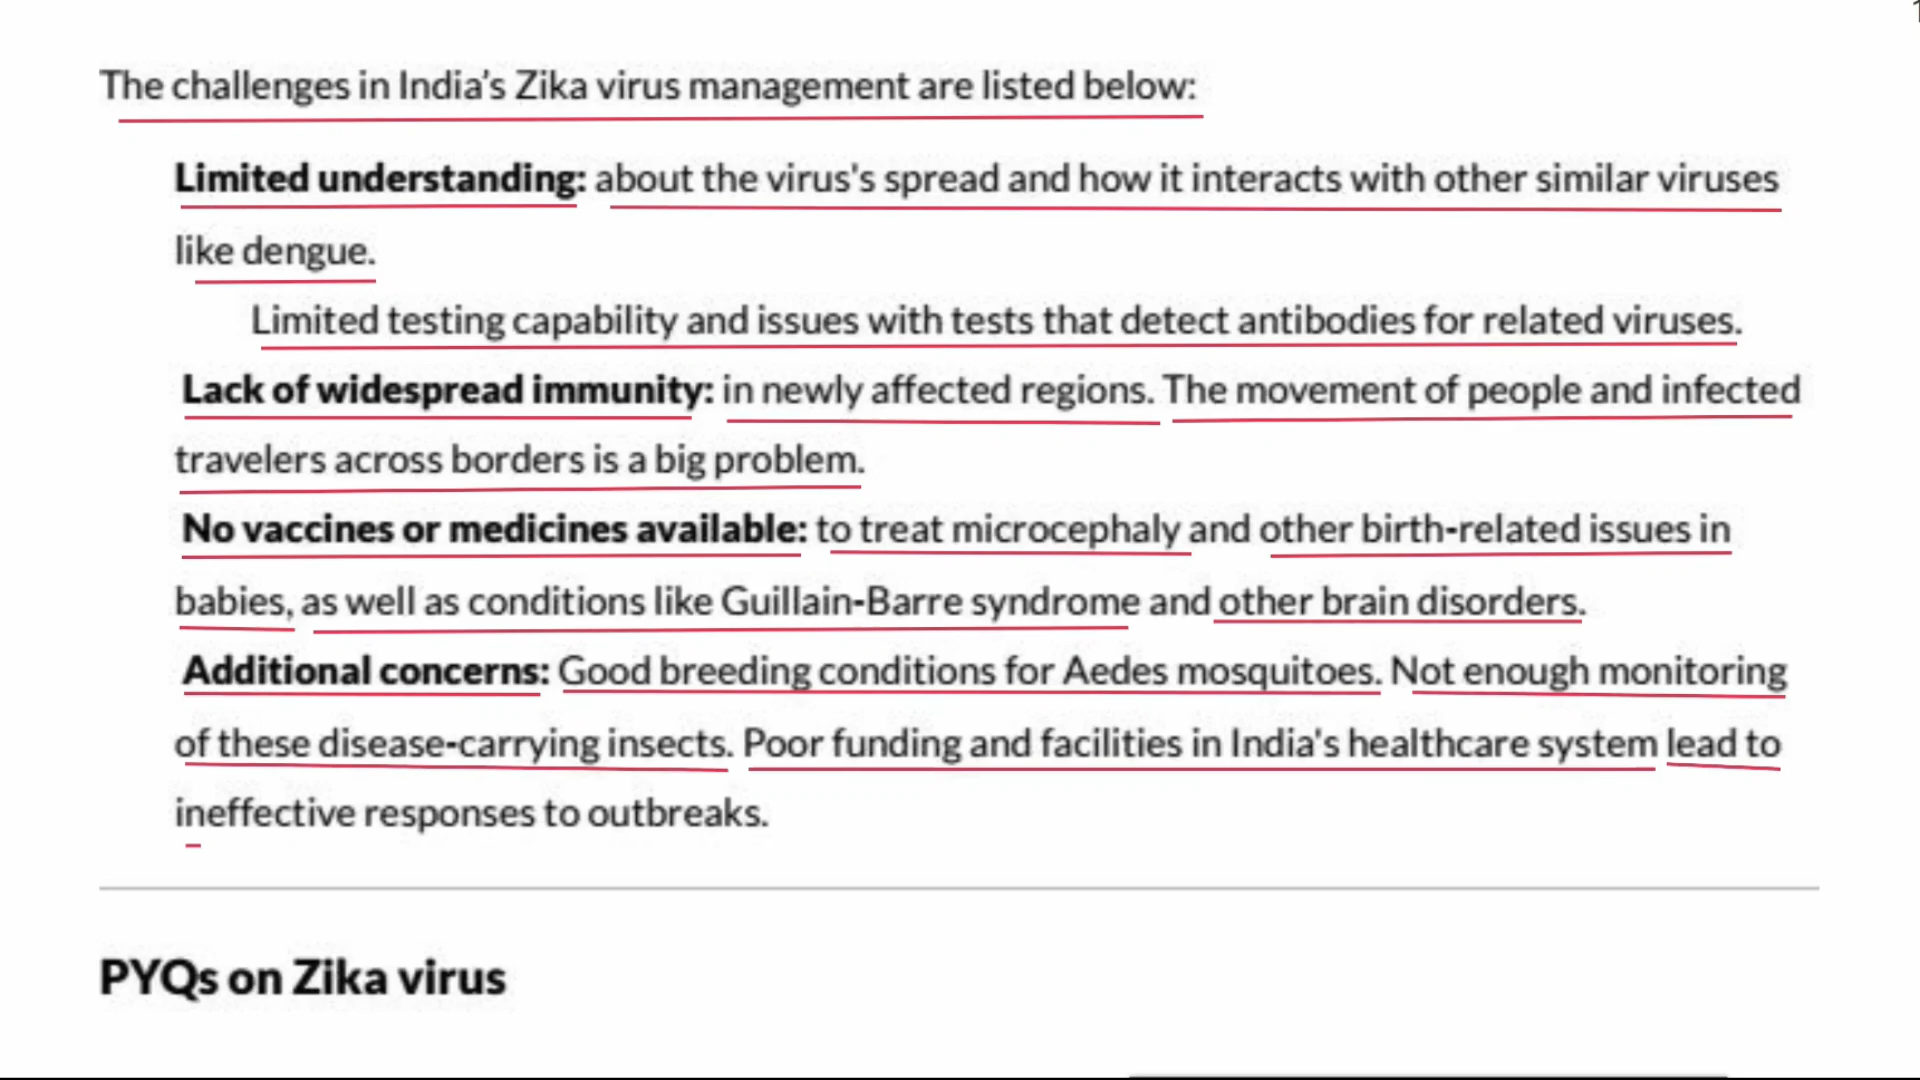 The challenges in India's Zika virus management are listed below:
Limited understanding: about the virus's spread and how it interacts with other similar viruses
like dengue.
Limited testing capability and issues with tests that detect antibodies for related viruses.
Lack of widespread immunity: in newly affected regions. The movement of people and infected
travelers across borders is a big problem.
No vaccines or medicines available: to treat microcephaly and other birth-related issues in
babies, as well as conditions like Guillain-Barre syndrome and other brain disorders.
Additional concerns: Good breeding conditions for Aedes mosquitoes. Not enough monitoring
of these disease-carrying insects. Poor funding and facilities in India's healthcare system lead to
ineffective responses to outbreaks.
PYQs on Zika virus